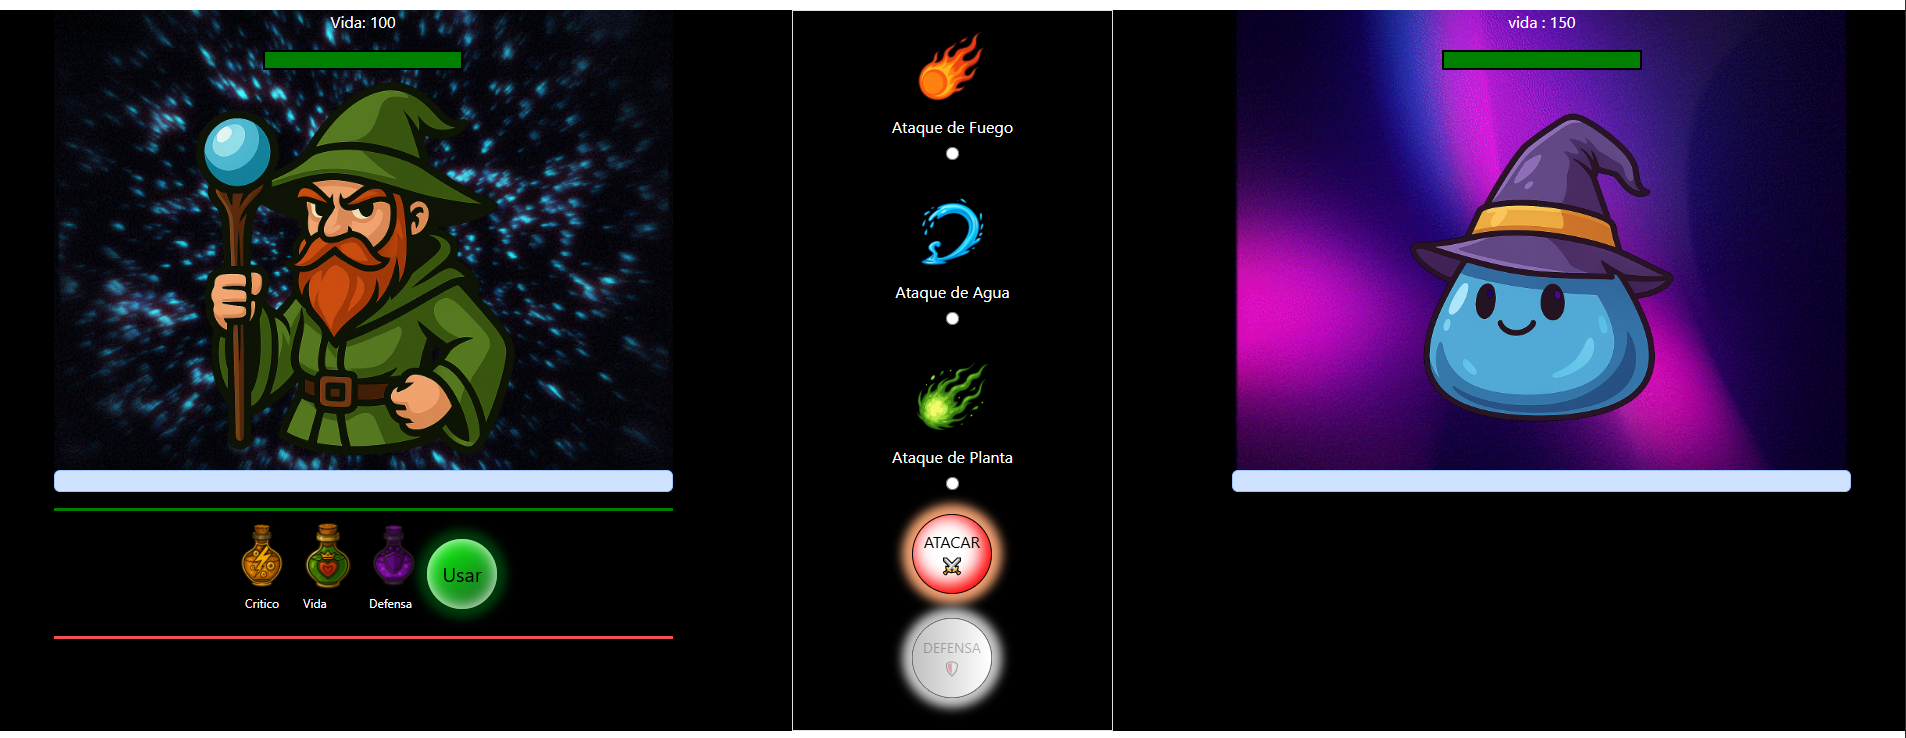 Vida: 100
Critico
Vida
Defensa
Usar
Ataque de Fuego
Ataque de Agua
Ataque de Planta
ATACAR
DEFENSA
vida : 150